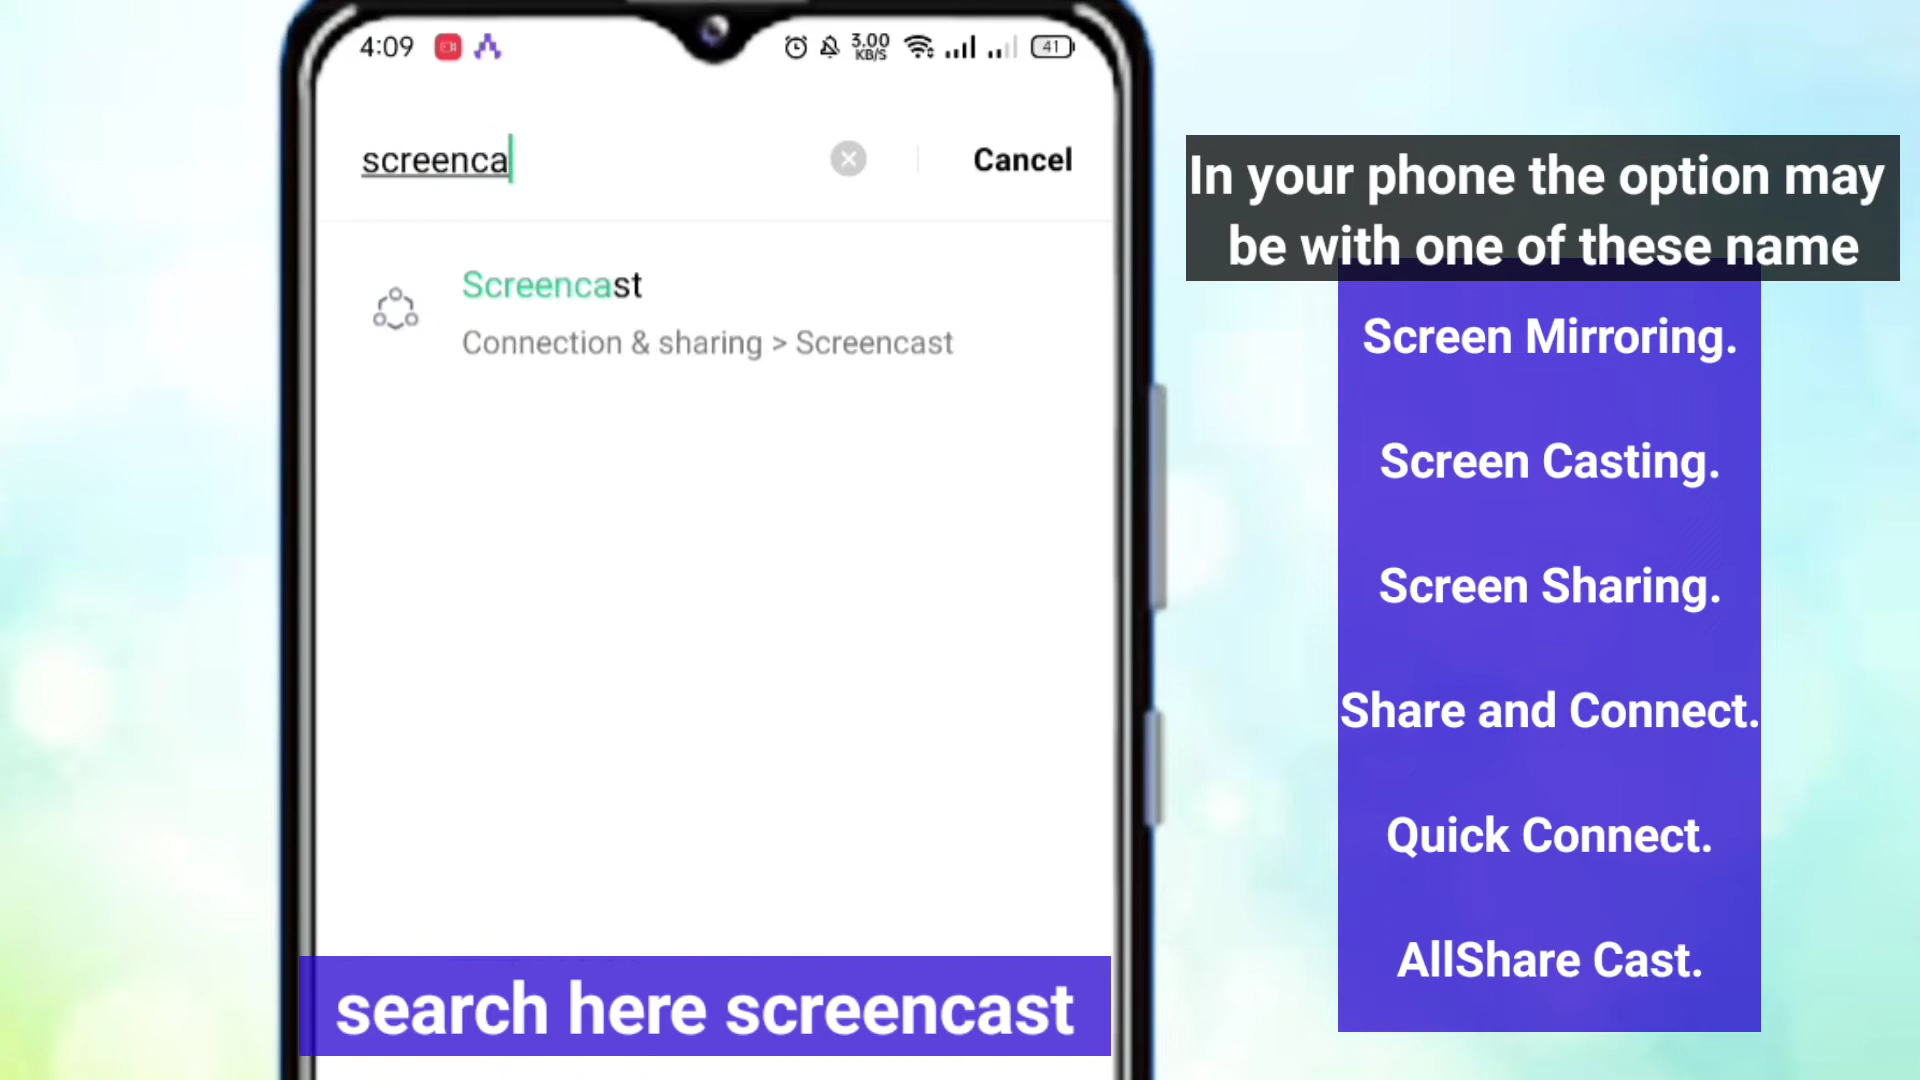 4:09
3.00
KB/S
41
screenca
Cancel
Screencast
Connection & sharing > Screencast
search here screencast
In your phone the option may
be with one of these name
Screen Mirroring.
Screen Casting.
Screen Sharing.
Share and Connect.
Quick Connect.
AllShare Cast.